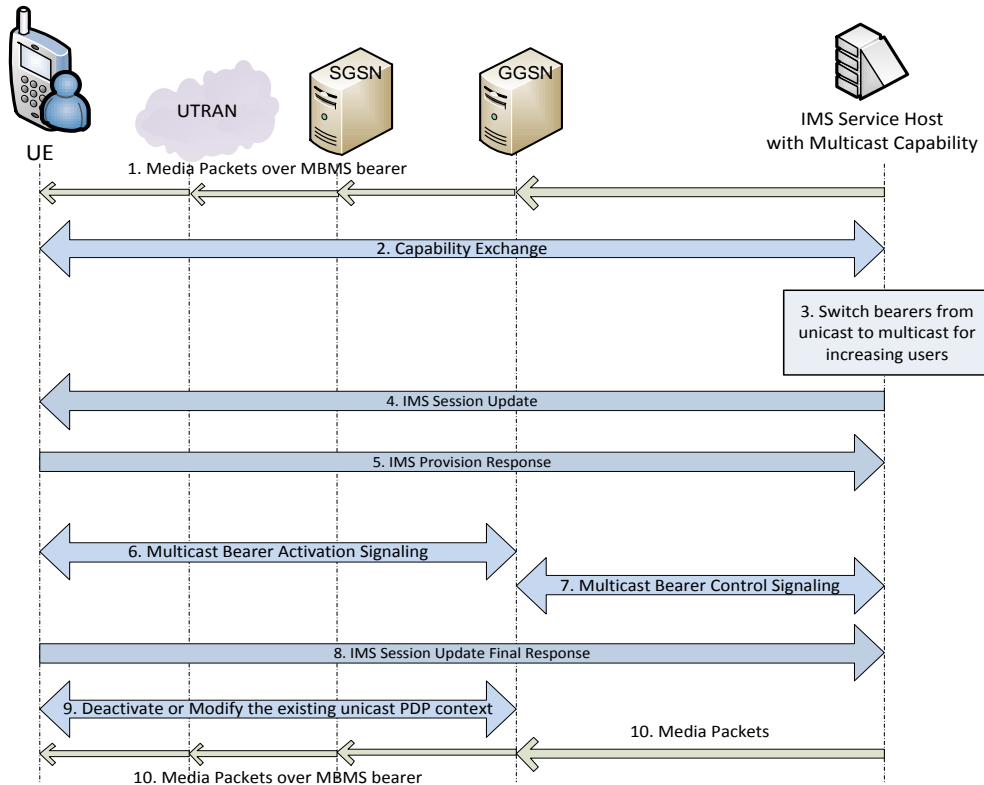 SGSN
GGSN
UTRAN
UE
IMS Service Host
with Multicast Capability
1. Media Packets over MBMS bearer
2. Capability Exchange
3. Switch bearers from
unicast to multicast for
increasing users
4. IMS Session Update
5. IMS Provision Response
6. Multicast Bearer Activation Signaling
7. Multicast Bearer Control Signaling
8. IMS Session Update Final Response
9. Deactivate or Modify the existing unicast PDP context
10. Media Packets
10. Media Packets over MBMS bearer